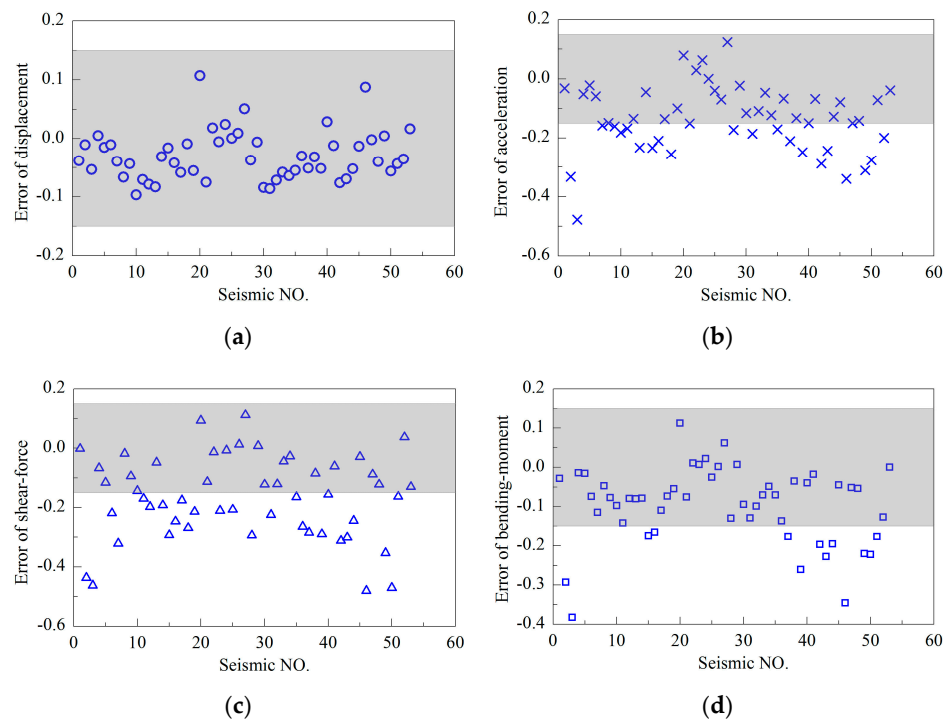 0.2
0.1
0.0
-0.1
-0.2
0 10 20 30 40 50 60
Error of displacement
Seismic NO.
(a)
0.2
0.0
-0.2
-0.4
-0.6
0 10 20 30 40 50 60
Error of acceleration
Seismic NO.
(b)
0.2
0.0
-0.2
-0.4
-0.6
0 10 20 30 40 50 60
Error of shear-force
Seismic NO.
(c)
0.2
0.1
0.0
-0.1
-0.2
-0.3
-0.4
0 10 20 30 40 50 60
Error of bending-moment
Seismic NO.
(d)